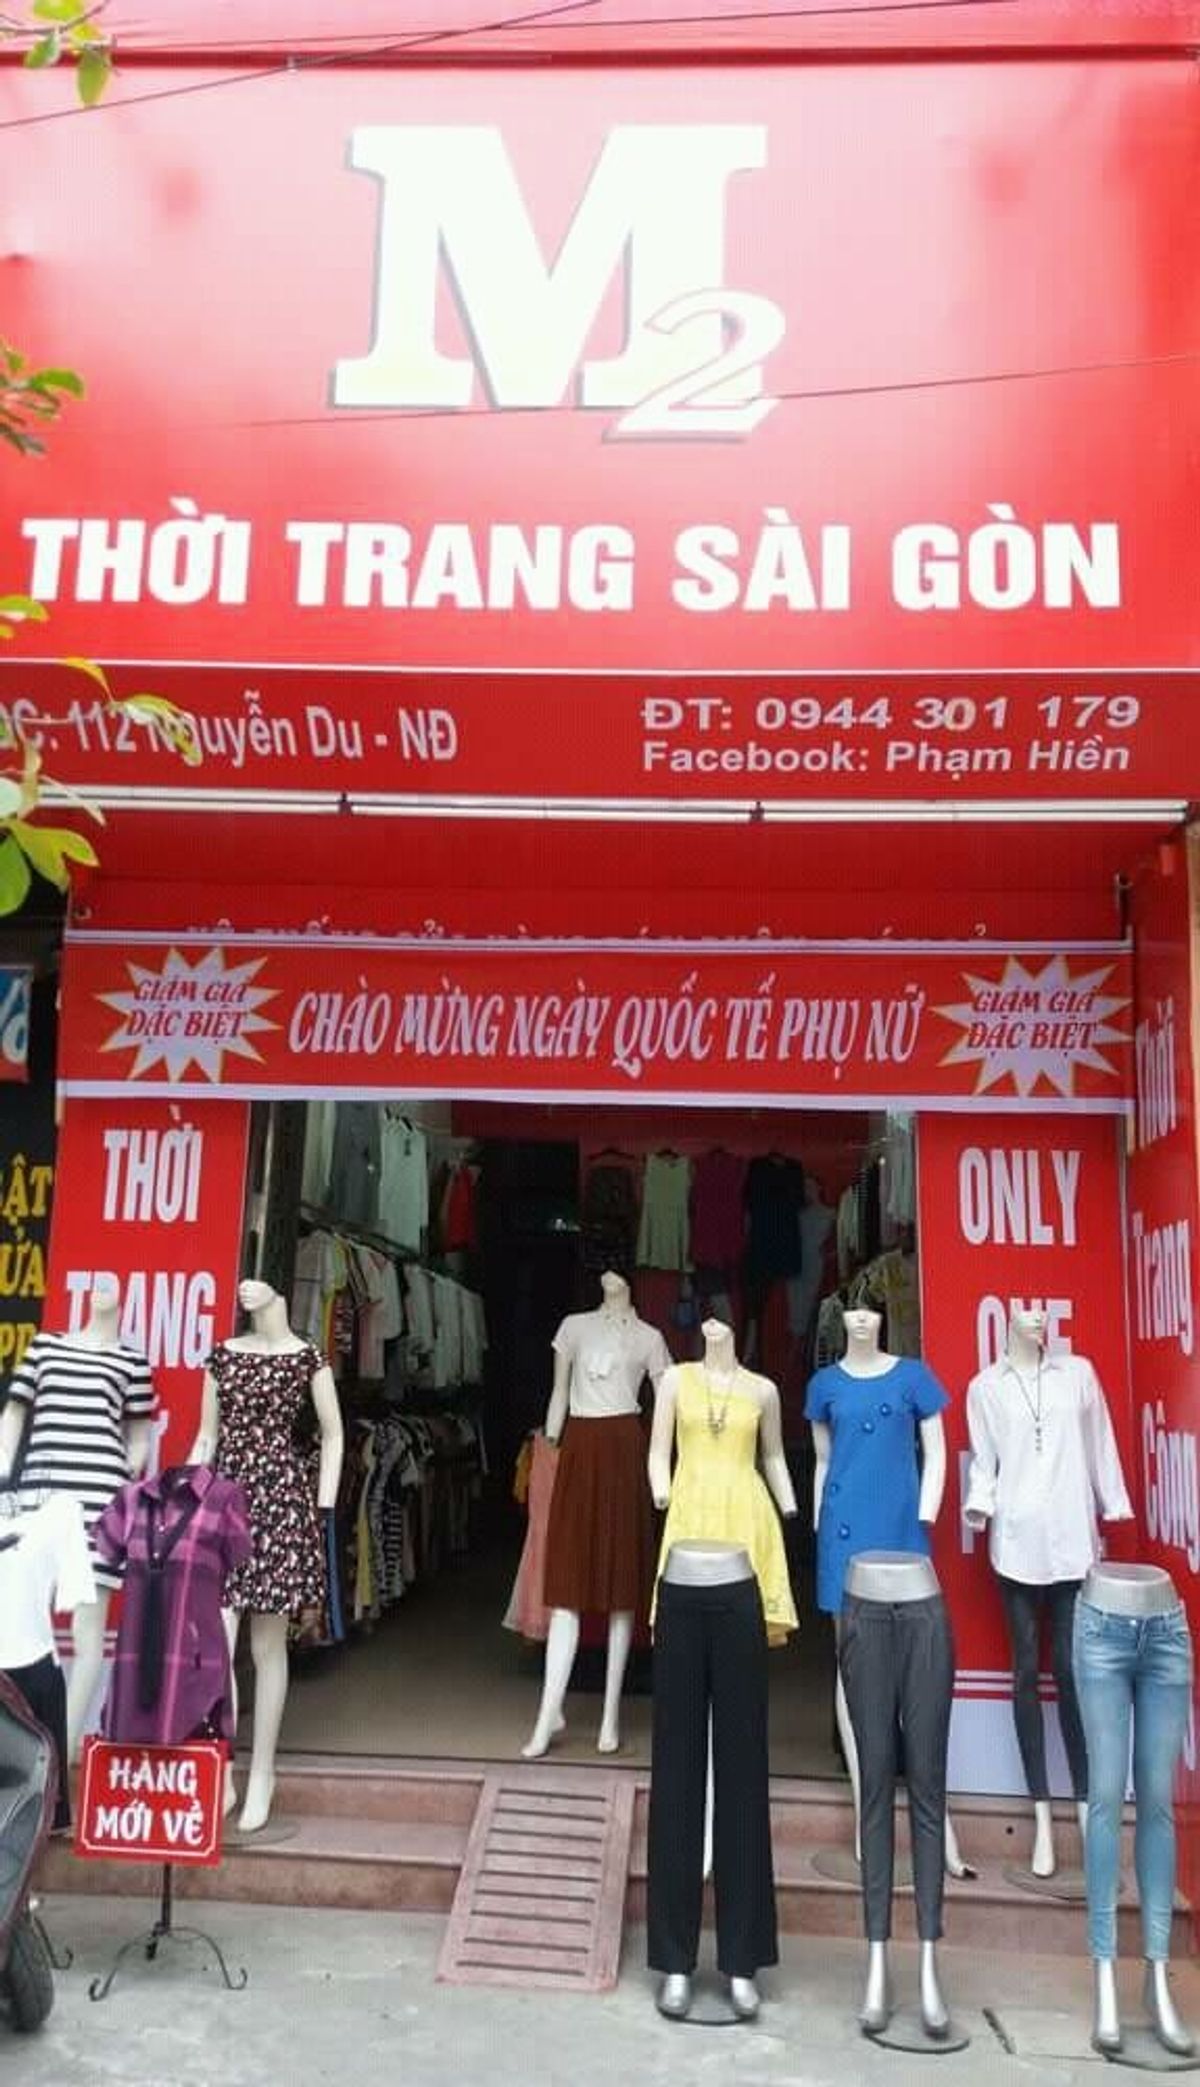 M2
THỜI TRANG SÀI GÒN
ĐC: 112 Nguyễn Du - NĐ
ĐT: 0944 301 179
Facebook: Phạm Hiền
GIẢM GIÁ
ĐẶC BIỆT
CHÀO MỪNG NGÀY QUỐC TẾ PHỤ NỮ
GIẢM GIÁ
ĐẶC BIỆT
THỜI
TRANG
ONLY
ONE
Thời
Trang
Công
HÀNG
MỚI VỀ